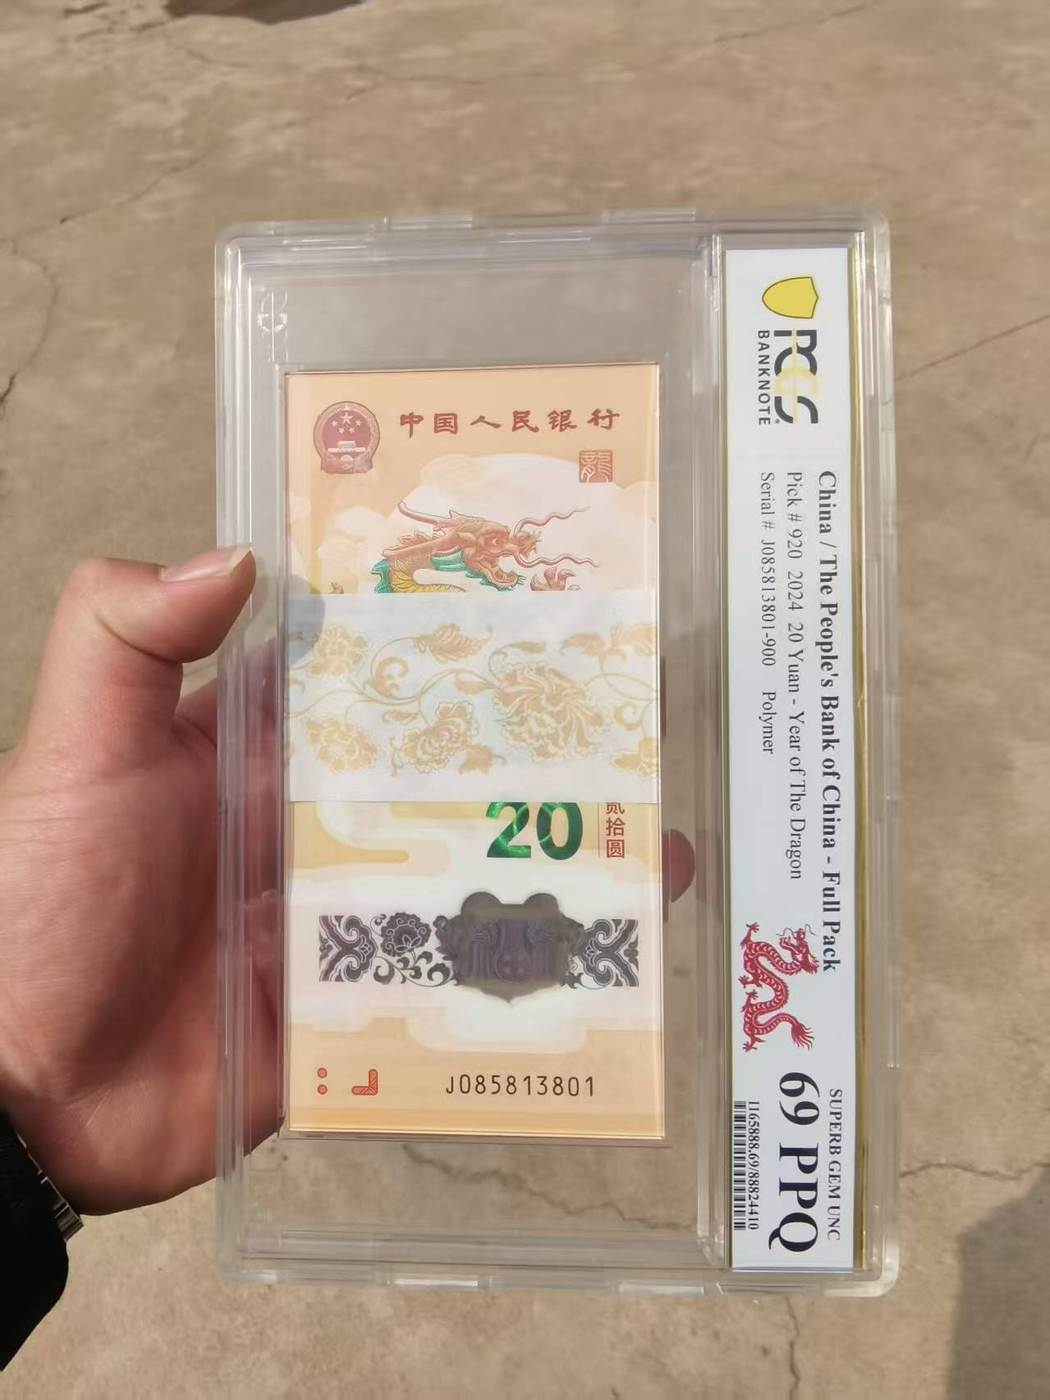 中国人民银行
龍
20
贰拾圆
J085813801
PCGS
BANKNOTE
China / The People's Bank of China - Full Pack
Pick # 920 2024 20 Yuan - Year of The Dragon
Serial # J085813801-900 Polymer
SUPERB GEM UNC
69 PPQ
1165888.69/88824410